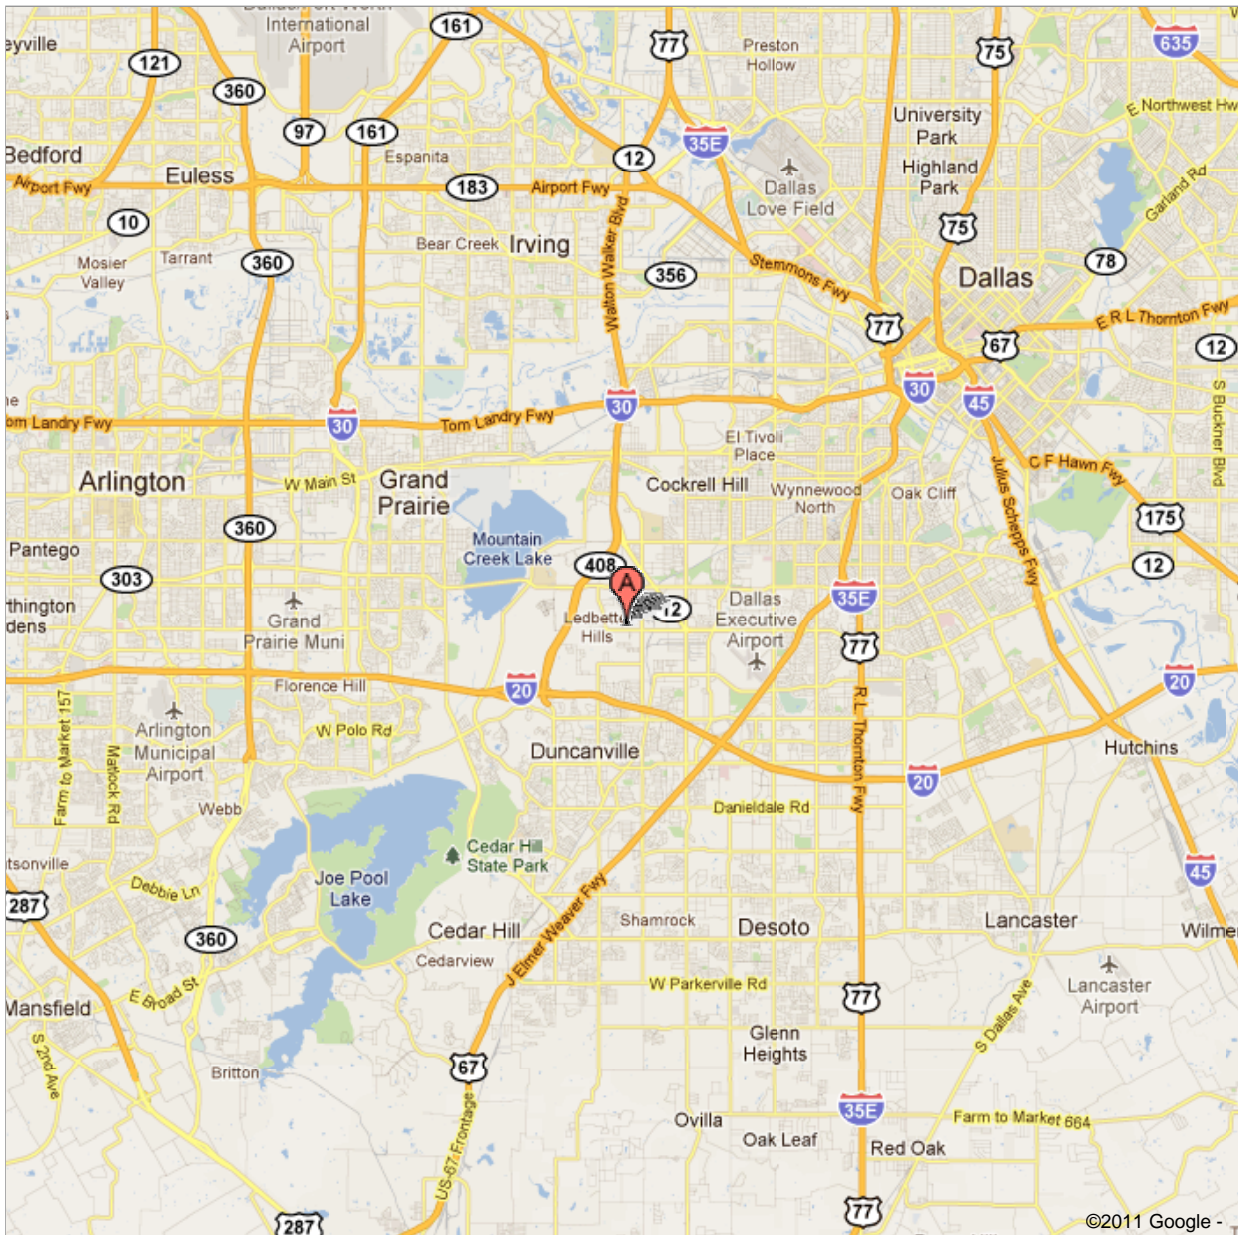 International
Airport
161
77
Preston
Hollow
75
635
121
360
97
161
Espanita
12
35E
University
Park
E Northwest Hw
Bedford
Euless
Airport Fwy
183
Airport Fwy
Dallas
Love Field
Highland
Park
Garland Rd
10
Bear Creek
Irving
Walton Walker Blvd
75
Mosier
Valley
Tarrant
360
356
Stemmons Fwy
Dallas
78
77
67
E R L Thornton Fwy
12
30
30
30
45
om Landry Fwy
Tom Landry Fwy
S Buckner Blvd
El Tivoli
Place
Julius Schepps Fwy
C F Hawn Fwy
Arlington
W Main St
Grand
Prairie
Cockrell Hill
Wynnewood
North
Oak Cliff
175
360
Pantego
Mountain
Creek Lake
408
12
303
A
35E
rthington
dens
Grand
Prairie Muni
Ledbett
Hills
12
Dallas
Executive
Airport
77
Florence Hill
20
20
Farm to Market 157
Matlock Rd
Arlington
Municipal
Airport
W Polo Rd
Duncanville
R.L. Thornton Fwy
Hutchins
20
Webb
Danieldale Rd
Cedar Hill
State Park
tsonville
Debbie Ln
Joe Pool
Lake
45
287
J Elmer Weaver Fwy
360
Cedar Hill
Shamrock
Desoto
Lancaster
Wilmer
Cedarview
E Broad St
W Parkerville Rd
77
Lancaster
Airport
Mansfield
S 2nd Ave
Glenn
Heights
S Dallas Ave
Britton
67
US-67 Frontage
35E
Ovilla
Farm to Market 664
Oak Leaf
Red Oak
287
77
©2011 Google -